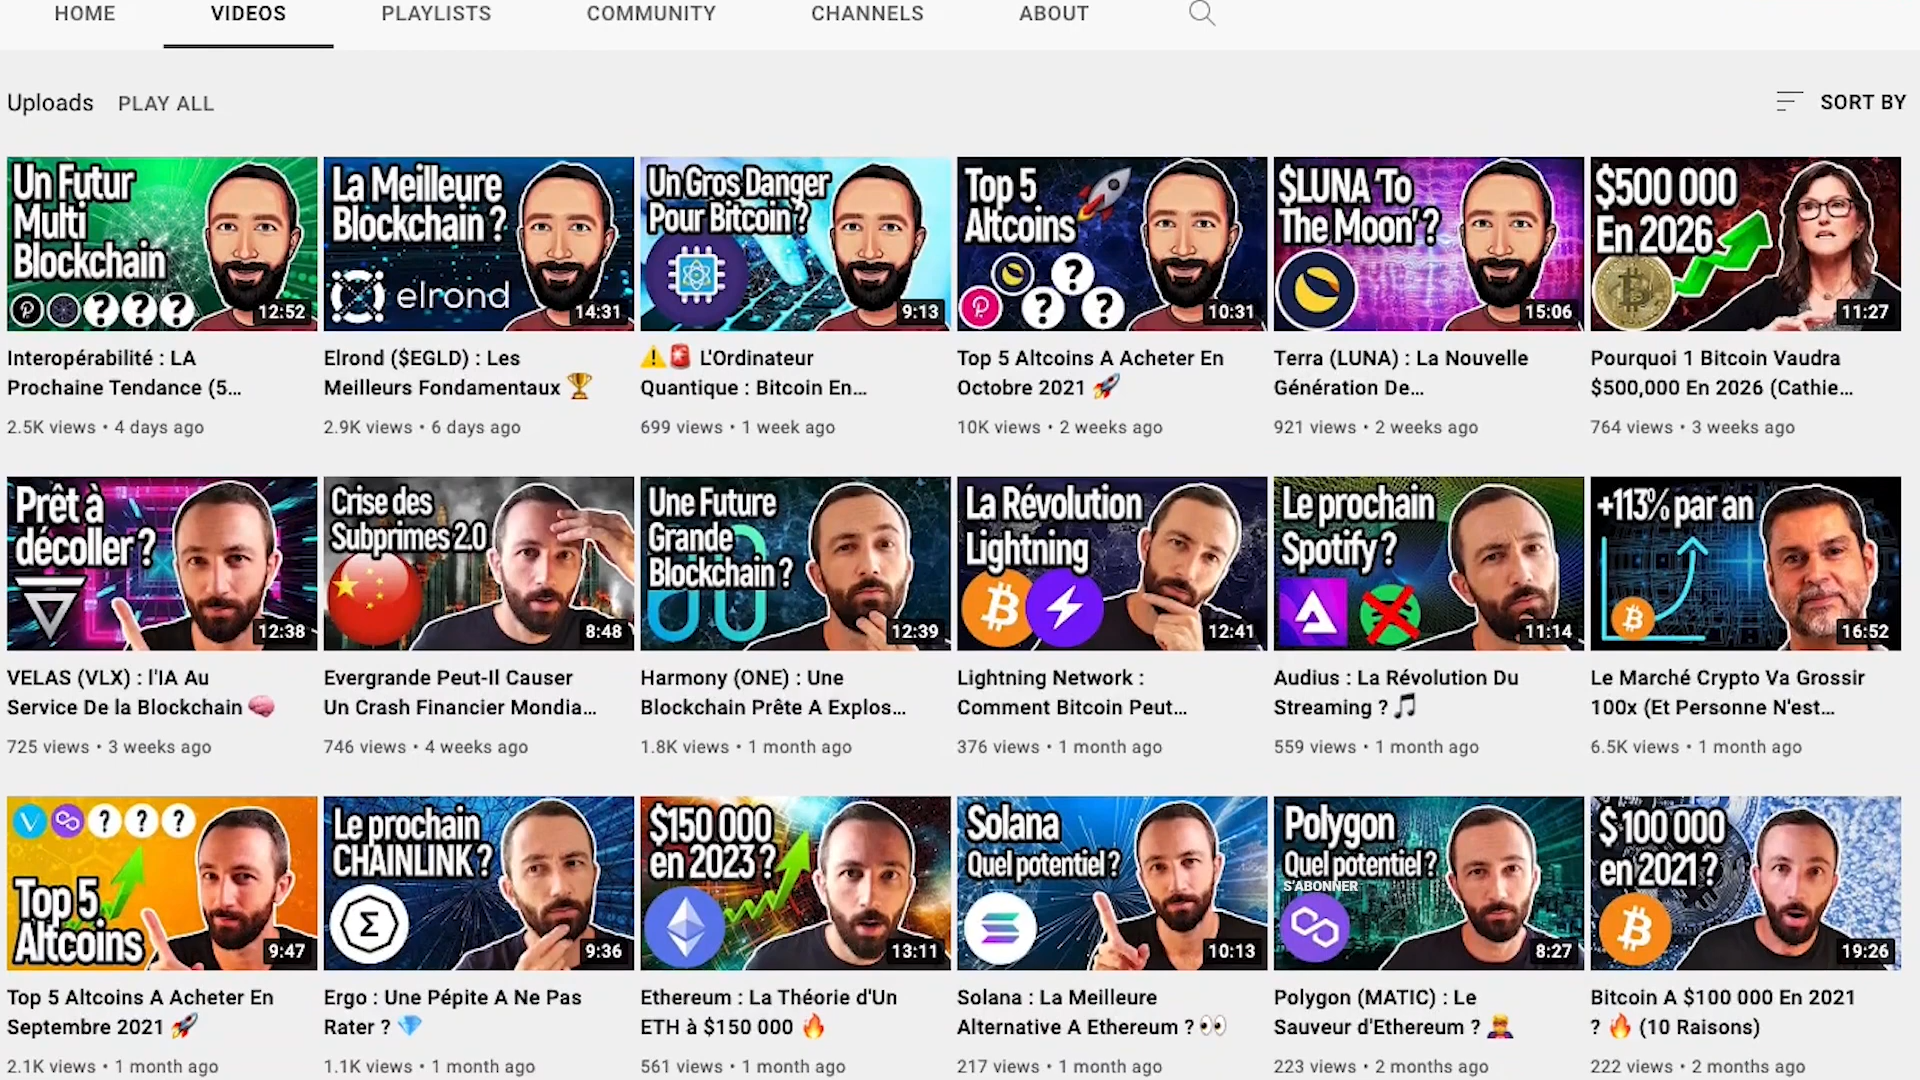 HOME
VIDEOS
PLAYLISTS
COMMUNITY
CHANNELS
ABOUT
Uploads
PLAY ALL
SORT BY
Un Futur
Multi
Blockchain
12:52
La Meilleure
Blockchain ?
elrond
14:31
Un Gros Danger
Pour Bitcoin ?
9:13
Top 5
Altcoins
10:31
$LUNA 'To
The Moon' ?
15:06
$500 000
En 2026
11:27
Interopérabilité : LA
Prochaine Tendance (5...
2.5K views • 4 days ago
Elrond ($EGLD) : Les
Meilleurs Fondamentaux 🏆
2.9K views • 6 days ago
⚠️🚨 L'Ordinateur
Quantique : Bitcoin En...
699 views • 1 week ago
Top 5 Altcoins A Acheter En
Octobre 2021 🚀
10K views • 2 weeks ago
Terra (LUNA) : La Nouvelle
Génération De...
921 views • 2 weeks ago
Pourquoi 1 Bitcoin Vaudra
$500,000 En 2026 (Cathie...
764 views • 3 weeks ago
Prêt à
décoller ?
12:38
Crise des
Subprimes 2.0
8:48
Une Future
Grande
Blockchain ?
12:39
La Révolution
Lightning
12:41
Le prochain
Spotify ?
11:14
+113% par an
16:52
VELAS (VLX) : l'IA Au
Service De la Blockchain 🧠
725 views • 3 weeks ago
Evergrande Peut-Il Causer
Un Crash Financier Mondia...
746 views • 4 weeks ago
Harmony (ONE) : Une
Blockchain Prête A Explos...
1.8K views • 1 month ago
Lightning Network :
Comment Bitcoin Peut...
376 views • 1 month ago
Audius : La Révolution Du
Streaming ? 🎵
559 views • 1 month ago
Le Marché Crypto Va Grossir
100x (Et Personne N'est...
6.5K views • 1 month ago
? ? ?
Top 5
Altcoins
9:47
Le prochain
CHAINLINK ?
9:36
$150 000
en 2023 ?
13:11
Solana
Quel potentiel ?
10:13
Polygon
Quel potentiel ?
S'ABONNER
8:27
$ 100 000
en 2021 ?
19:26
Top 5 Altcoins A Acheter En
Septembre 2021 🚀
2.1K views • 1 month ago
Ergo : Une Pépite A Ne Pas
Rater ? 💎
1.1K views • 1 month ago
Ethereum : La Théorie d'Un
ETH à $150 000 🔥
561 views • 1 month ago
Solana : La Meilleure
Alternative A Ethereum ? 👀
217 views • 1 month ago
Polygon (MATIC) : Le
Sauveur d'Ethereum ? 🦸
223 views • 2 months ago
Bitcoin A $100 000 En 2021
? 🔥 (10 Raisons)
222 views • 2 months ago